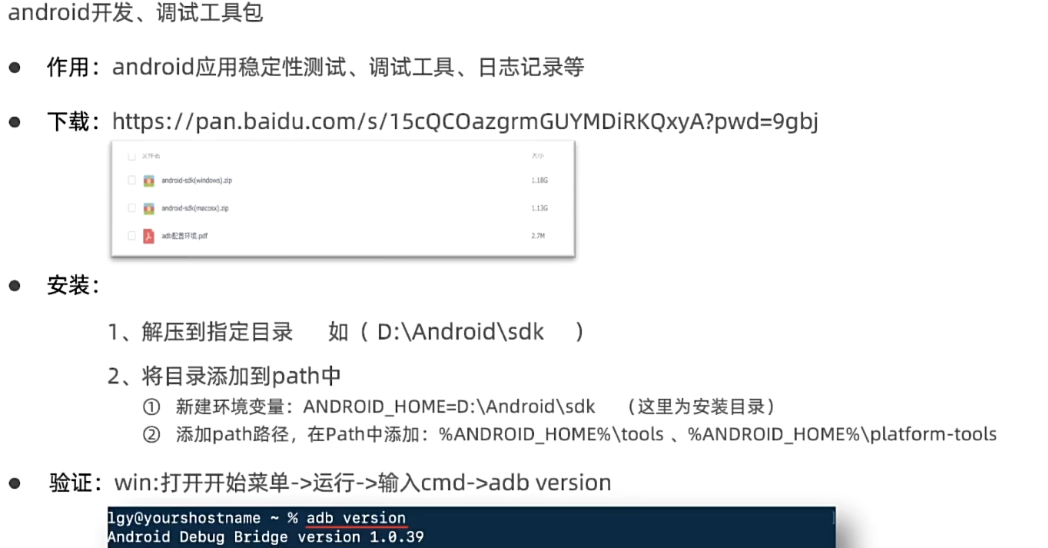 android开发、调试工具包
● 作用：android应用稳定性测试、调试工具、日志记录等
● 下载：https://pan.baidu.com/s/15cQCOazgrmGUYMDiRKQxyA?pwd=9gbj
文件名 大小
android-sdk(windows).zip 1.18G
android-sdk(macosx).zip 1.13G
adb配置环境.pdf 2.7M
● 安装：
1、解压到指定目录 如（ D:\Android\sdk ）
2、将目录添加到path中
① 新建环境变量：ANDROID_HOME=D:\Android\sdk （这里为安装目录）
② 添加path路径，在Path中添加：%ANDROID_HOME%\tools 、%ANDROID_HOME%\platform-tools
● 验证：win:打开开始菜单->运行->输入cmd->adb version
lgy@yourshostname ~ % adb version
Android Debug Bridge version 1.0.39